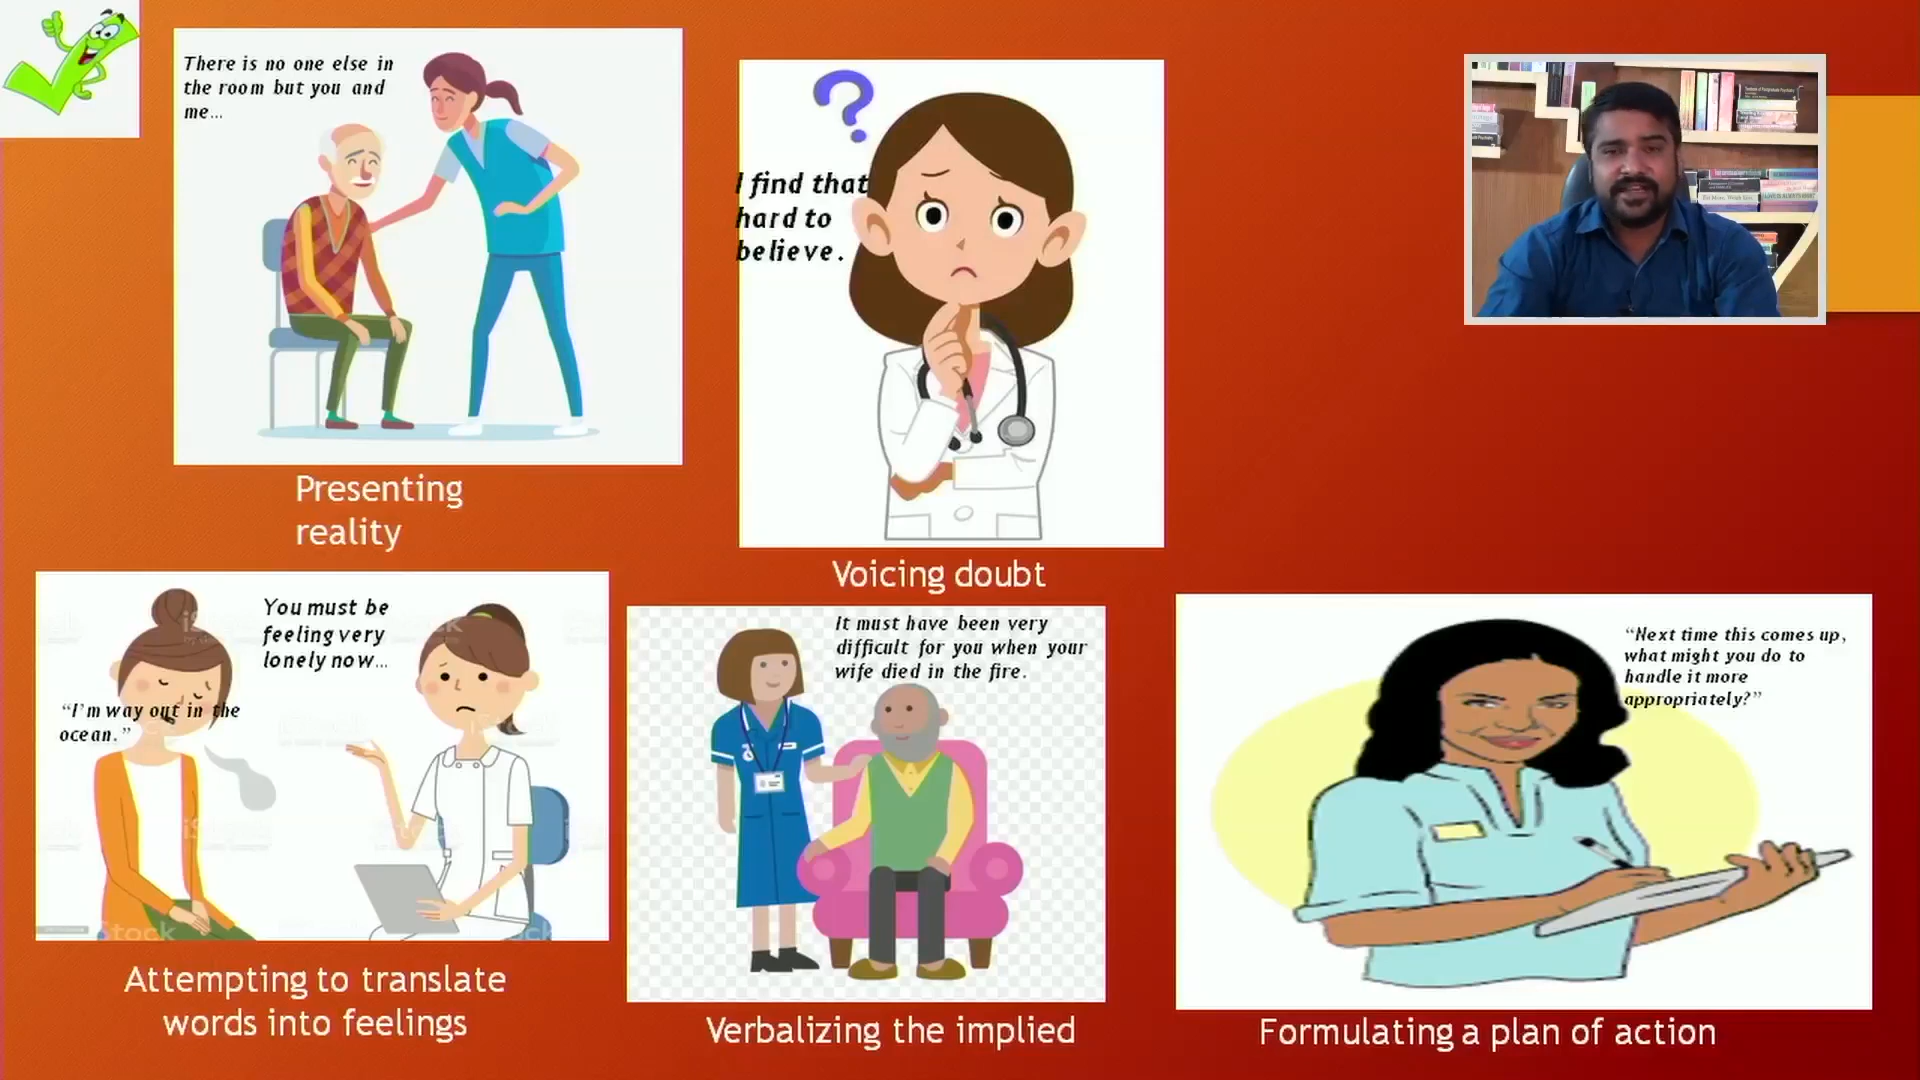 There is no one else in
the room but you and
me...
Presenting
reality
?
I find that
hard to
believe.
Voicing doubt
You must be
feeling very
lonely now...
“I'm way out in the
ocean.”
Attempting to translate
words into feelings
It must have been very
difficult for you when your
wife died in the fire.
Verbalizing the implied
“Next time this comes up,
what might you do to
handle it more
appropriately?”
Formulating a plan of action